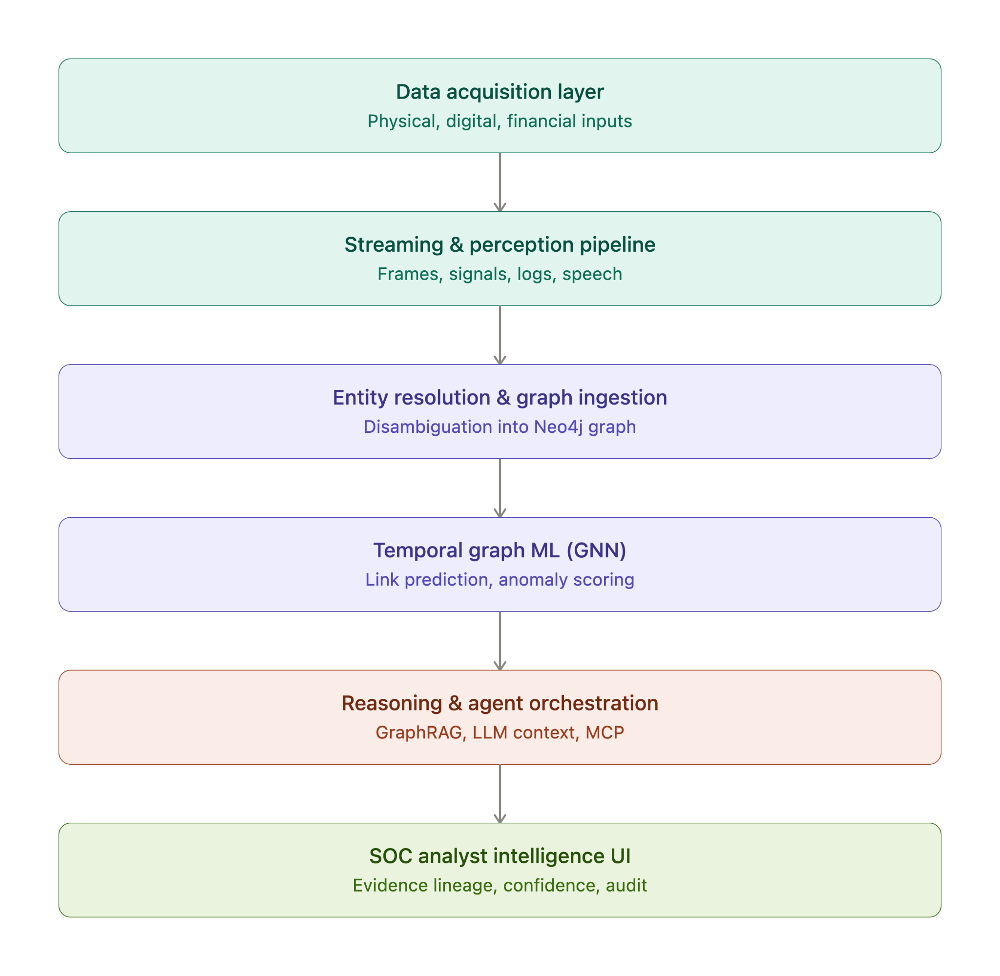 Data acquisition layer
Physical, digital, financial inputs
Streaming & perception pipeline
Frames, signals, logs, speech
Entity resolution & graph ingestion
Disambiguation into Neo4j graph
Temporal graph ML (GNN)
Link prediction, anomaly scoring
Reasoning & agent orchestration
GraphRAG, LLM context, MCP
SOC analyst intelligence UI
Evidence lineage, confidence, audit